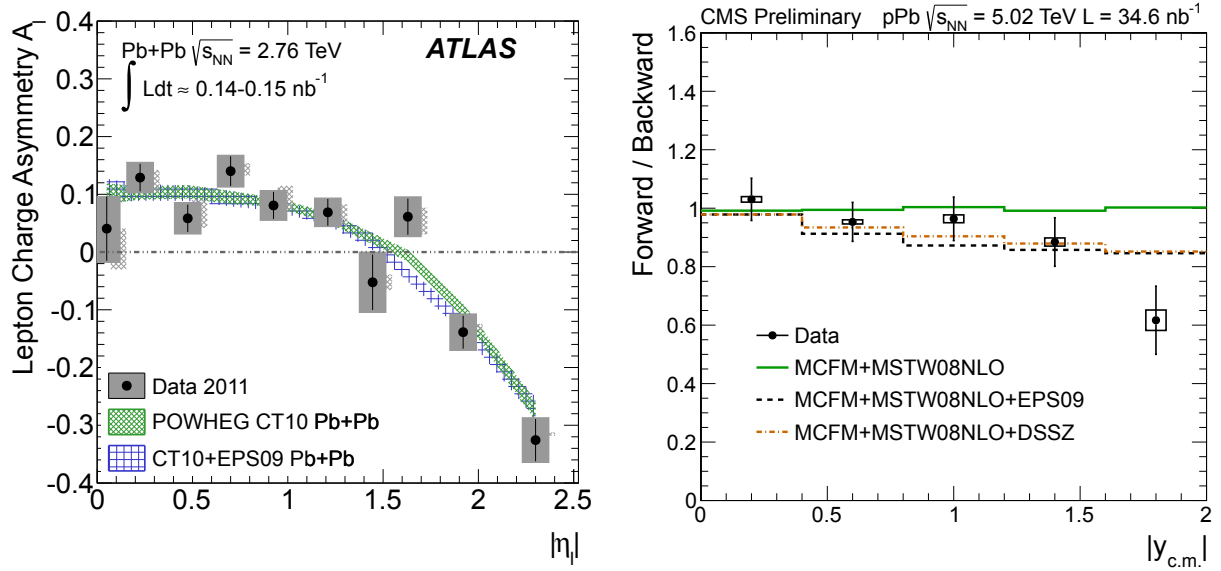 Lepton Charge Asymmetry A_l
Pb+Pb √s_NN = 2.76 TeV
ATLAS
∫ Ldt ≈ 0.14-0.15 nb⁻¹
0.4
0.3
0.2
0.1
0
-0.1
-0.2
-0.3
-0.4
Data 2011
POWHEG CT10 Pb+Pb
CT10+EPS09 Pb+Pb
0 0.5 1 1.5 2 2.5
|η_l|
CMS Preliminary pPb √s_NN = 5.02 TeV L = 34.6 nb⁻¹
Forward / Backward
1.6
1.4
1.2
1
0.8
0.6
0.4
0.2
0
Data
MCFM+MSTW08NLO
MCFM+MSTW08NLO+EPS09
MCFM+MSTW08NLO+DSSZ
0 0.5 1 1.5 2
|y_c.m.|